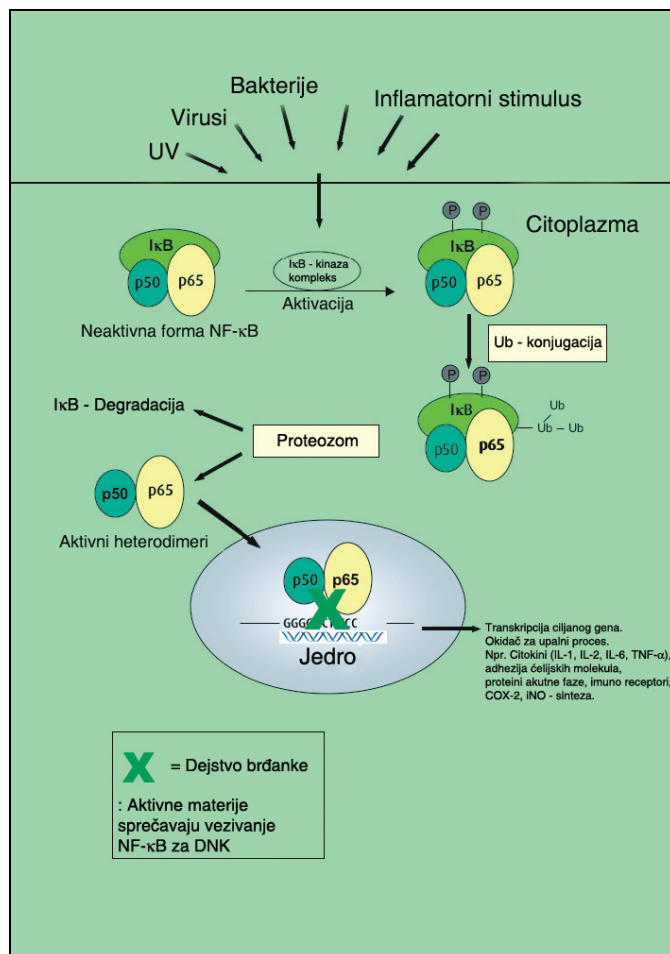 Bakterije
Inflamatorni stimulus
Virusi
UV
Citoplazma
P P
IκB
p50 p65
Neaktivna forma NF-κB
IκB - kinaza
kompleks
Aktivacija
IκB
p50 p65
Ub - konjugacija
P P
IκB
p50 p65
Ub
Ub – Ub
IκB - Degradacija
Proteozom
p50 p65
Aktivni heterodimeri
p50 p65
X
Jedro
Transkripcija ciljanog gena.
Okidač za upalni proces.
Npr. Citokini (IL-1, IL-2, IL-6, TNF-α),
adhezija ćelijskih molekula,
proteini akutne faze, imuno receptori,
COX-2, iNO - sinteza.
X = Dejstvo brđanke
: Aktivne materije
sprečavaju vezivanje
NF-κB za DNK